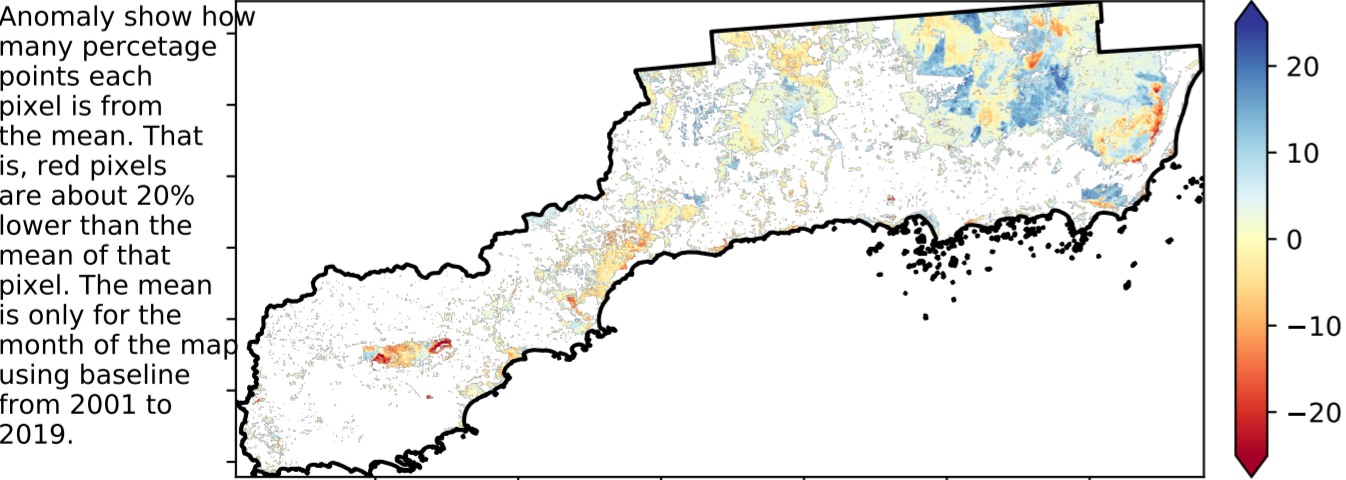 Anomaly show how
many percetage
points each
pixel is from
the mean. That
is, red pixels
are about 20%
lower than the
mean of that
pixel. The mean
is only for the
month of the map
using baseline
from 2001 to
2019.
20
10
0
−10
−20